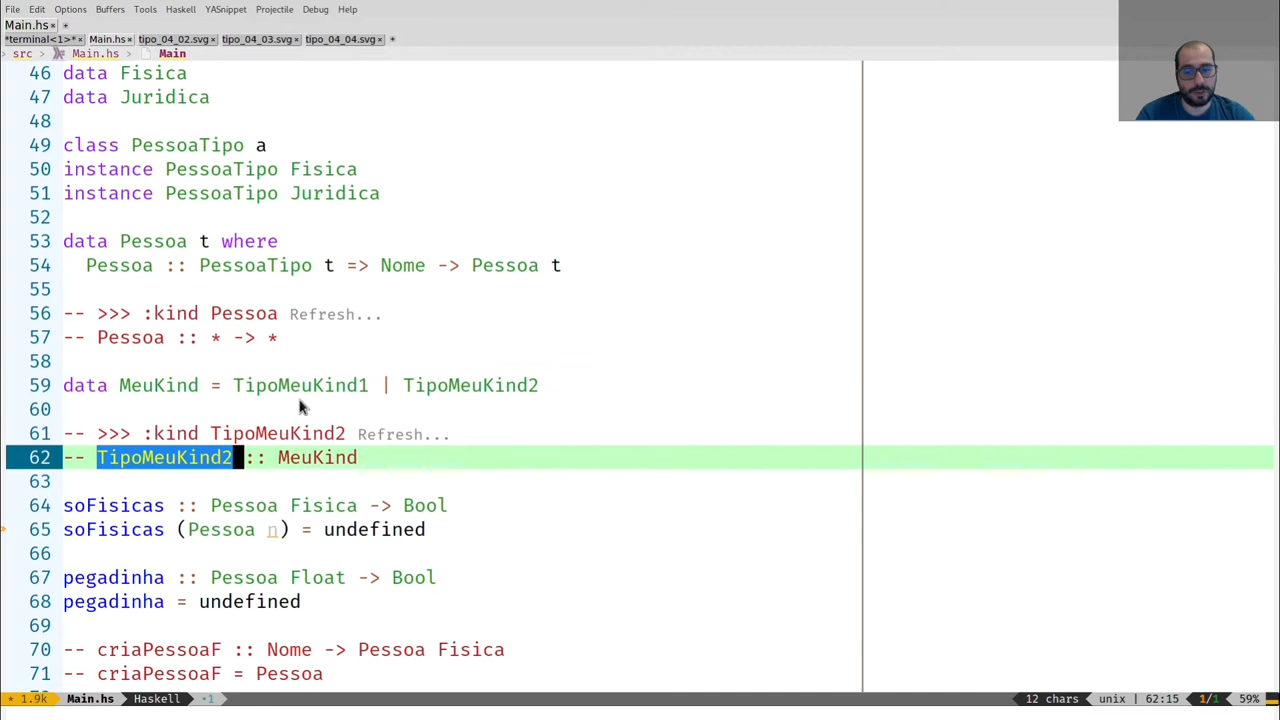 File Edit Options Buffers Tools Haskell YASnippet Projectile Debug Help
Main.hs
*terminal<1>* Main.hs tipo_04_02.svg tipo_04_03.svg tipo_04_04.svg
src Main.hs Main
46 data Fisica
47 data Juridica
48
49 class PessoaTipo a
50 instance PessoaTipo Fisica
51 instance PessoaTipo Juridica
52
53 data Pessoa t where
54 Pessoa :: PessoaTipo t => Nome -> Pessoa t
55
56 -- >>> :kind Pessoa Refresh...
57 -- Pessoa :: * -> *
58
59 data MeuKind = TipoMeuKind1 | TipoMeuKind2
60
61 -- >>> :kind TipoMeuKind2 Refresh...
62 -- TipoMeuKind2 :: MeuKind
63
64 soFisicas :: Pessoa Fisica -> Bool
65 soFisicas (Pessoa n) = undefined
66
67 pegadinha :: Pessoa Float -> Bool
68 pegadinha = undefined
69
70 -- criaPessoaF :: Nome -> Pessoa Fisica
71 -- criaPessoaF = Pessoa
* 1.9k Main.hs Haskell •1 12 chars unix | 62:15 1/1 59%